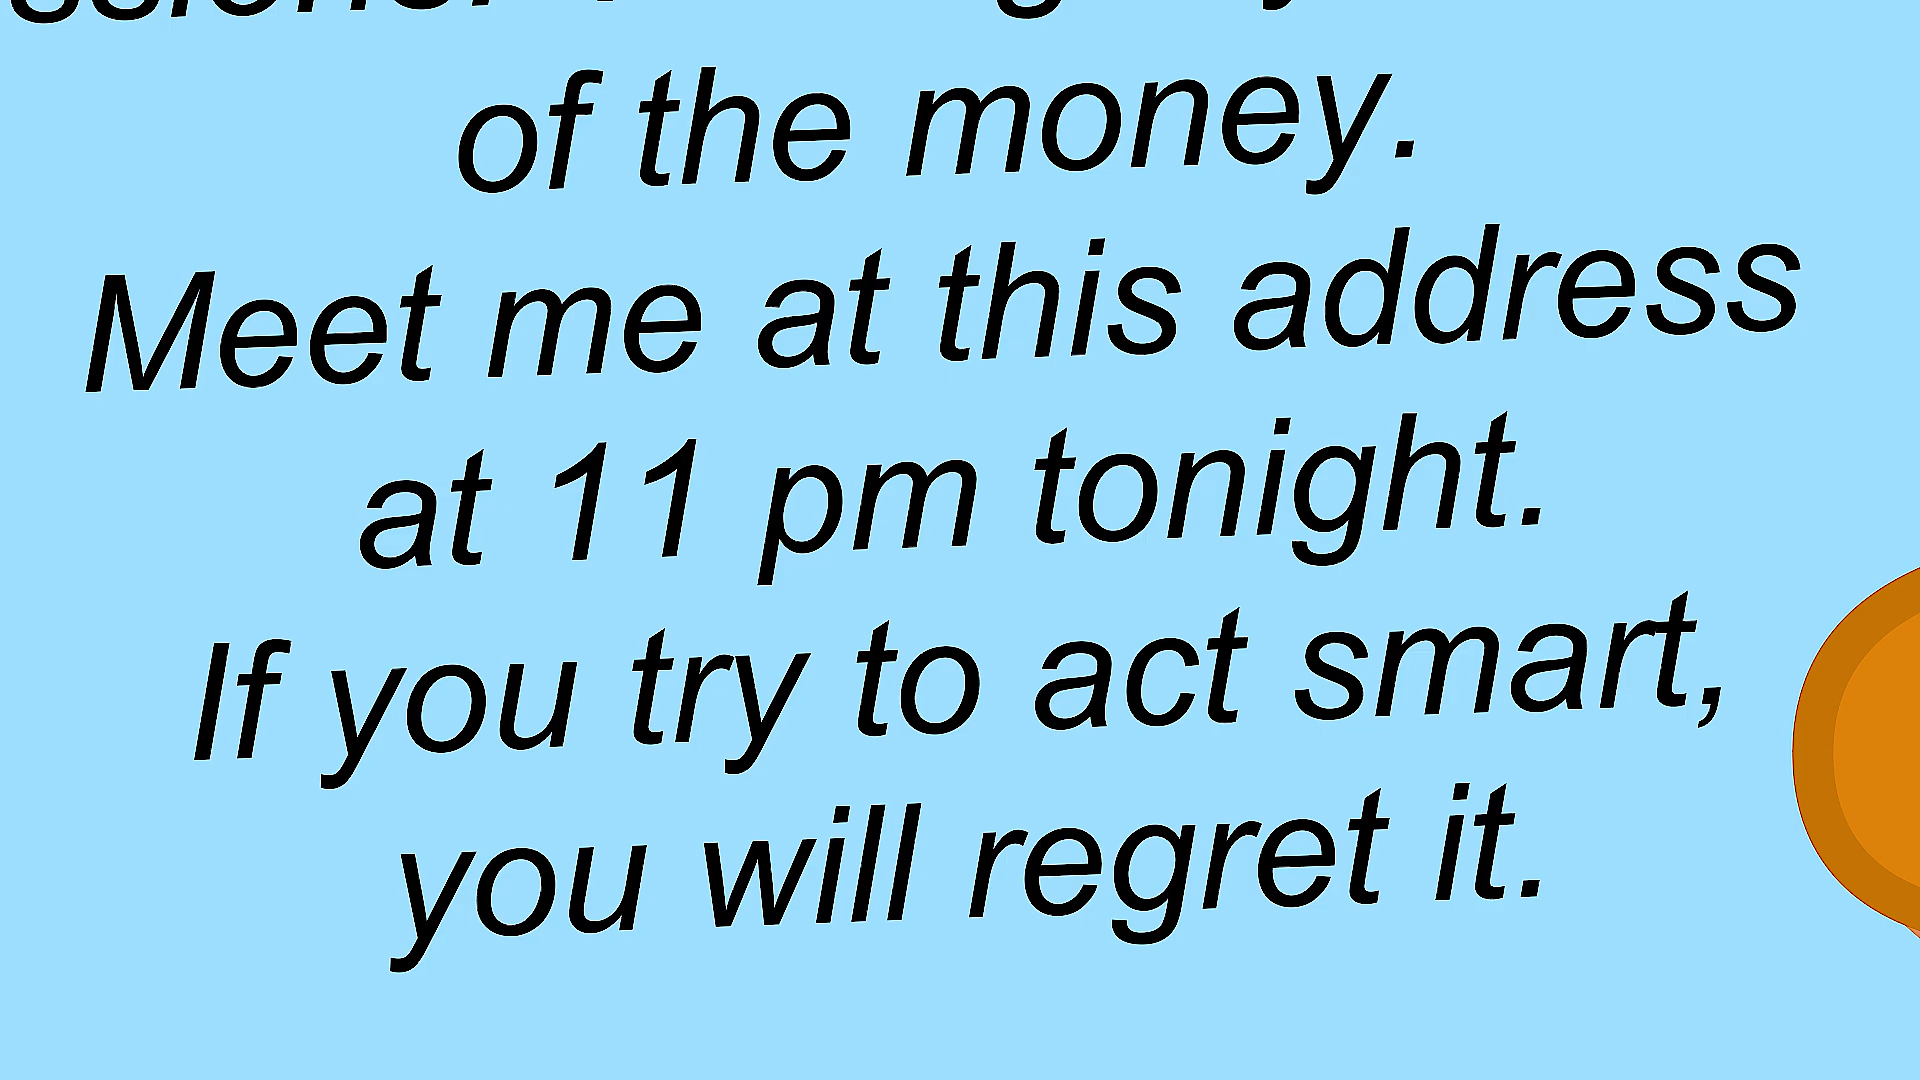 of the money.
Meet me at this address
at 11 pm tonight.
If you try to act smart,
you will regret it.